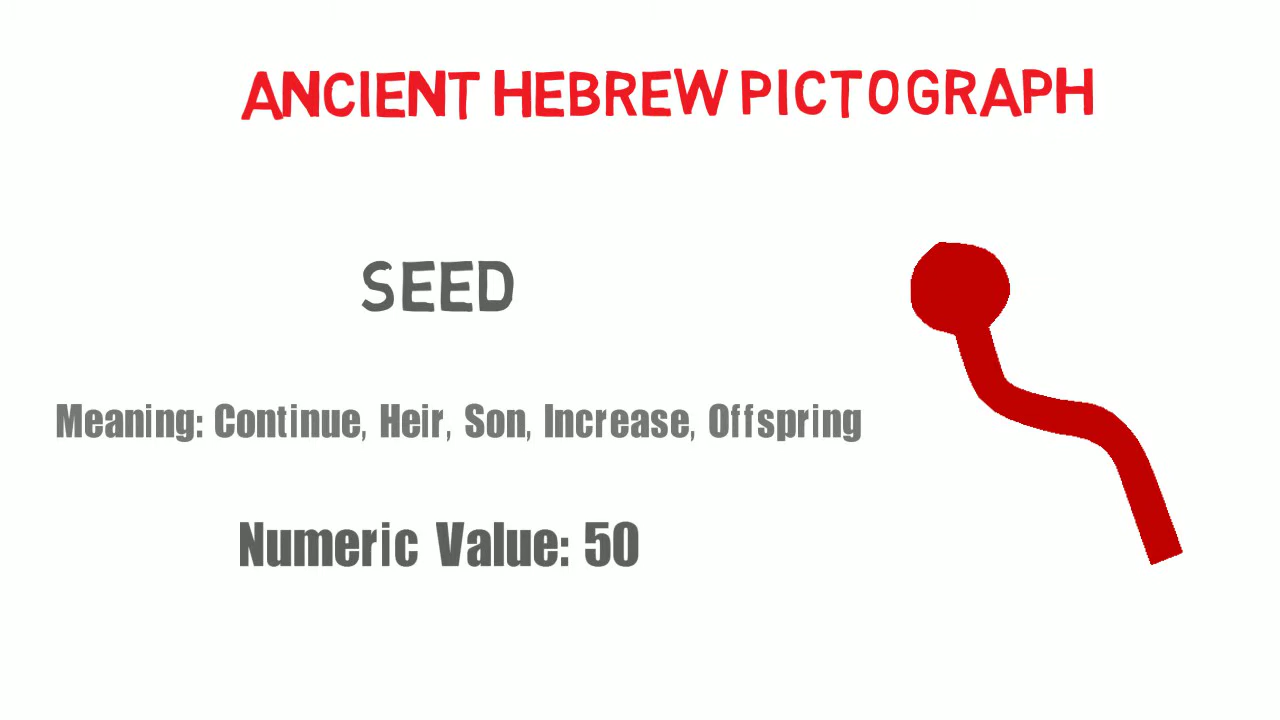 ANCIENT HEBREW PICTOGRAPH
SEED
Meaning: Continue, Heir, Son, Increase, Offspring
Numeric Value: 50